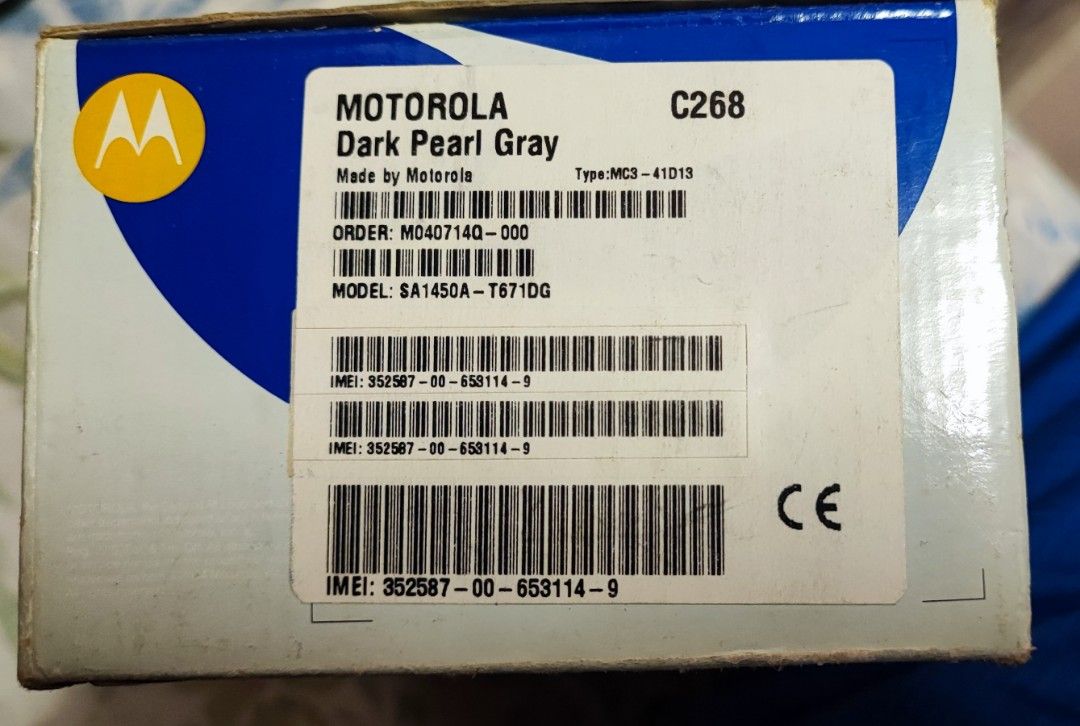 MOTOROLA C268
Dark Pearl Gray
Made by Motorola Type:MC3-41D13
ORDER: M040714Q-000
MODEL: SA1450A-T671DG
IMEI: 352587-00-653114-9
IMEI: 352587-00-653114-9
CE
IMEI: 352587-00-653114-9